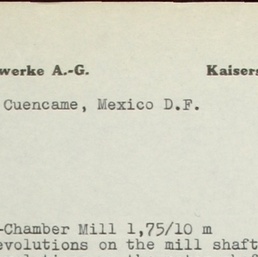 werke A.-G. Kaisers
Cuencame, Mexico D.F.
-Chamber Mill 1,75/10 m
evolutions on the mill shaft